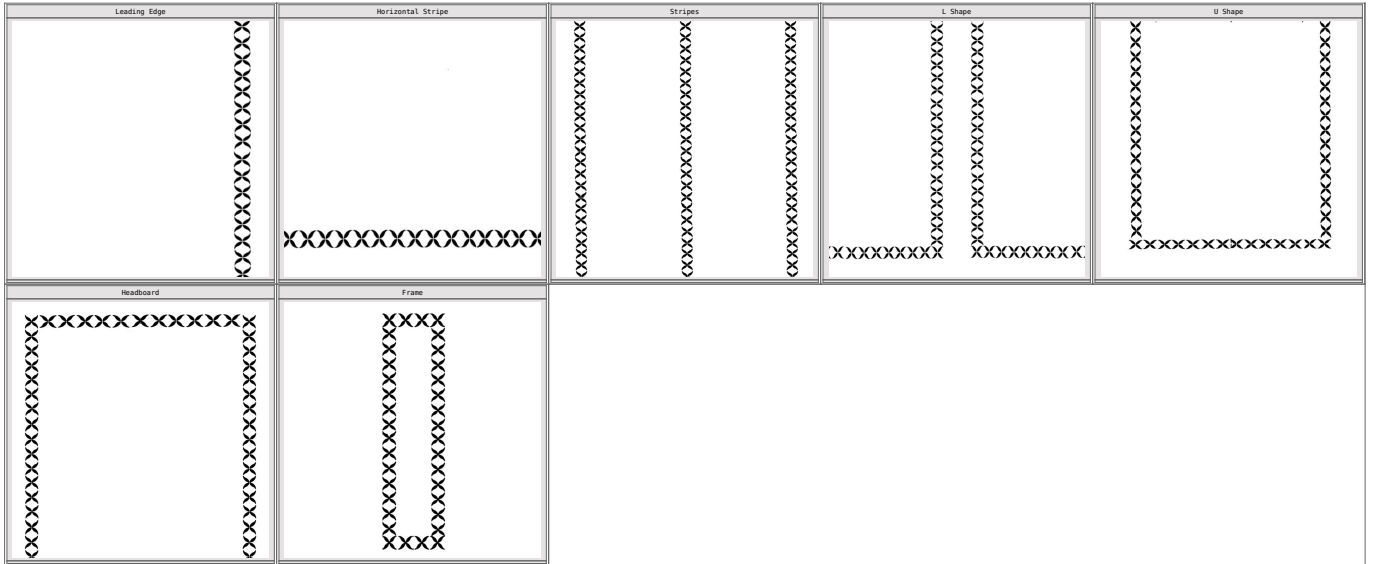 Leading Edge
Horizontal Stripe
Stripes
L Shape
U Shape
Headboard
Frame